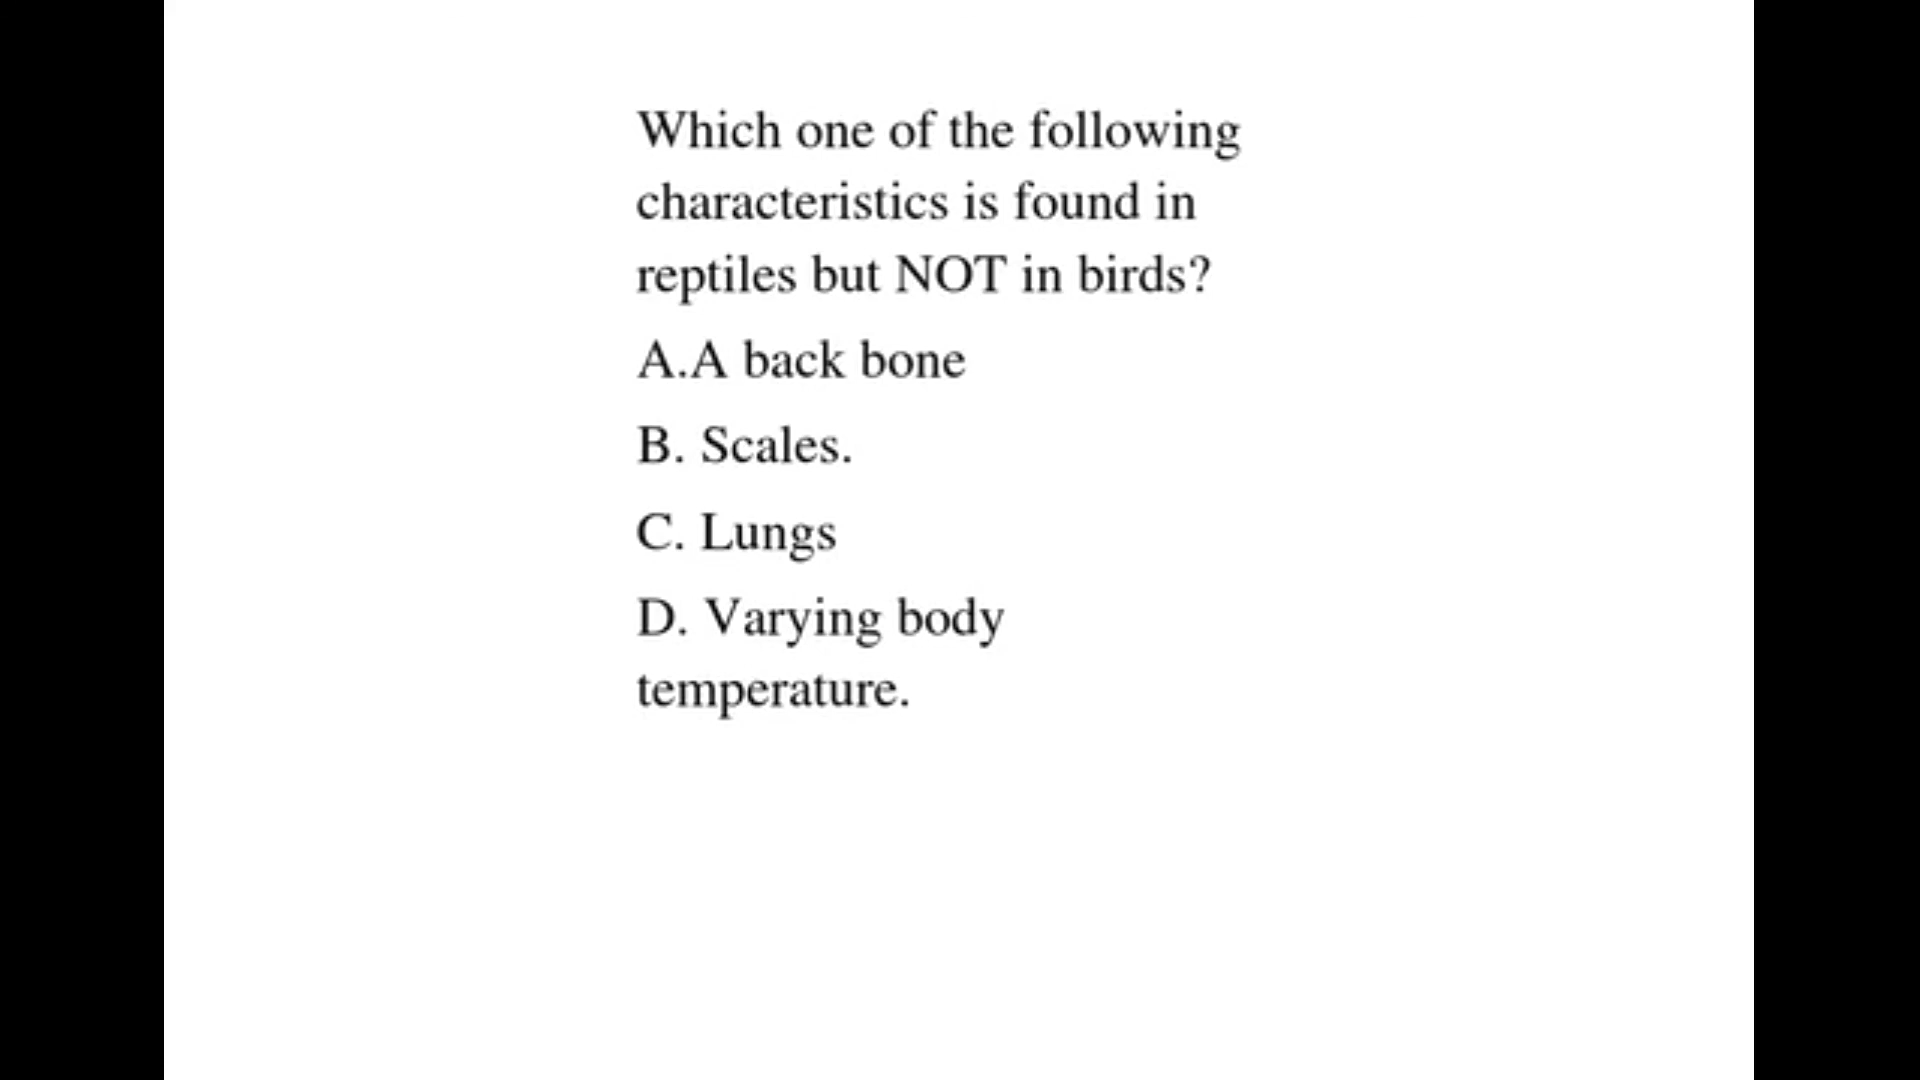 Which one of the following
characteristics is found in
reptiles but NOT in birds?
A.A back bone
B. Scales.
C. Lungs
D. Varying body
temperature.